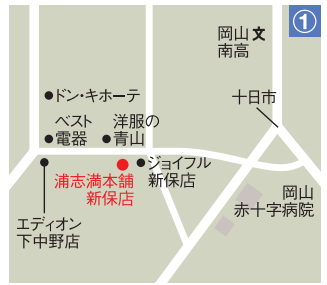 ①
岡山
南高
文
ドン・キホーテ
十日市
ベスト
電器
洋服の
青山
ジョイフル
新保店
浦志満本舗
新保店
岡山
赤十字病院
エディオン
下中野店